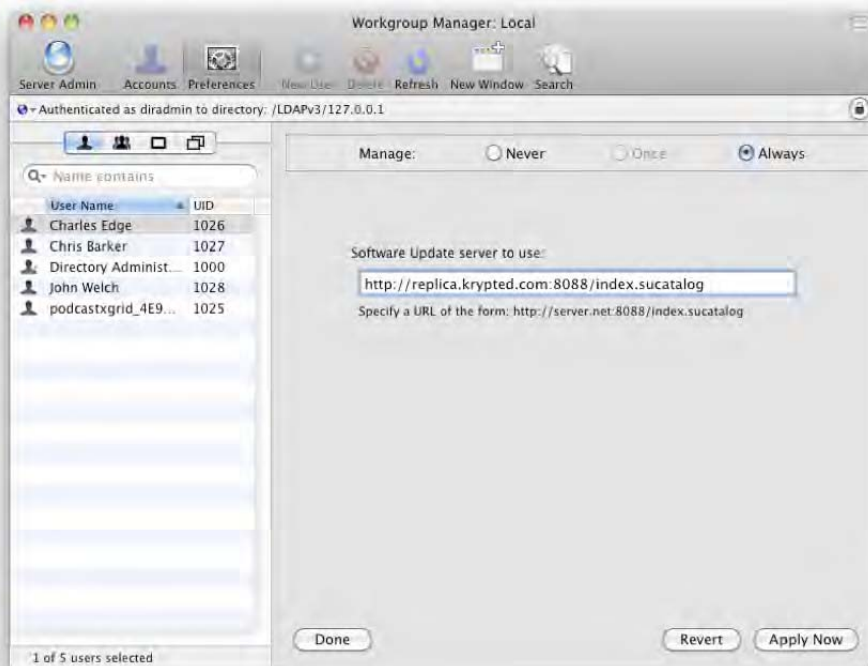 Workgroup Manager: Local
Server Admin Accounts Preferences New User Delete Refresh New Window Search
Authenticated as diradmin to directory: /LDAPv3/127.0.0.1
Manage: Never Once Always
Name contains
User Name UID
Charles Edge 1026
Chris Barker 1027
Directory Administ... 1000
John Welch 1028
podcastxgrid_4E9... 1025
Software Update server to use:
http://replica.krypted.com:8088/index.sucatalog
Specify a URL of the form: http://server.net:8088/index.sucatalog
Done Revert Apply Now
1 of 5 users selected